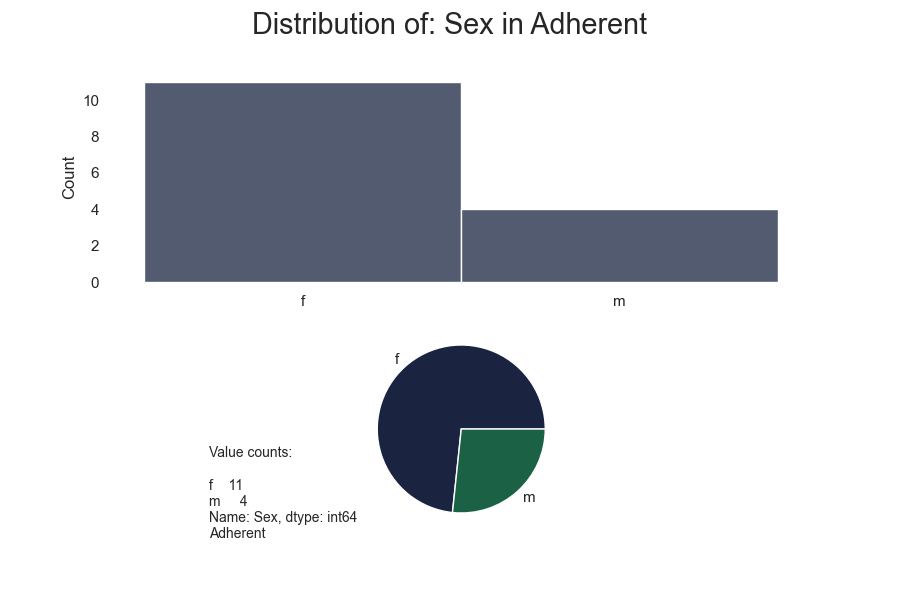 Distribution of: Sex in Adherent
Count
10
8
6
4
2
0
f
m
f
m
Value counts:
f 11
m 4
Name: Sex, dtype: int64
Adherent